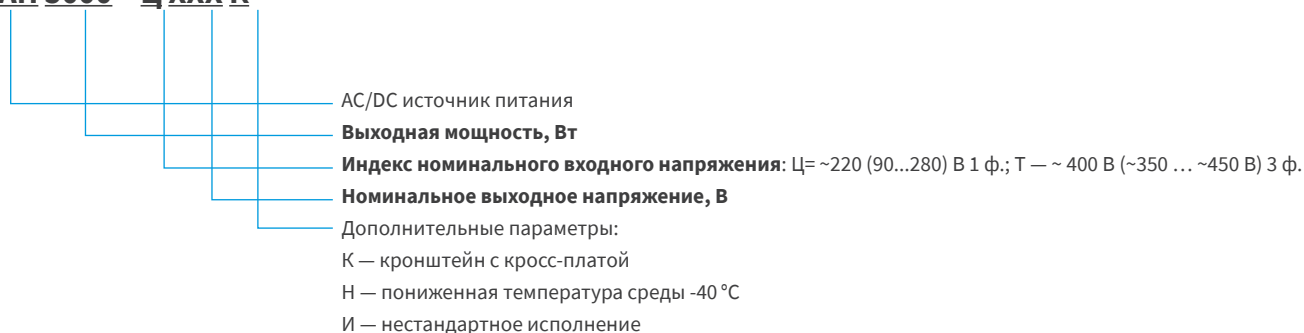 Ц ХХХ К
AC/DC источник питания
Выходная мощность, Вт
Индекс номинального входного напряжения: Ц= ~220 (90...280) В 1 ф.; Т — ~ 400 В (~350 … ~450 В) 3 ф.
Номинальное выходное напряжение, В
Дополнительные параметры:
К — кронштейн с кросс-платой
Н — пониженная температура среды -40 °C
И — нестандартное исполнение